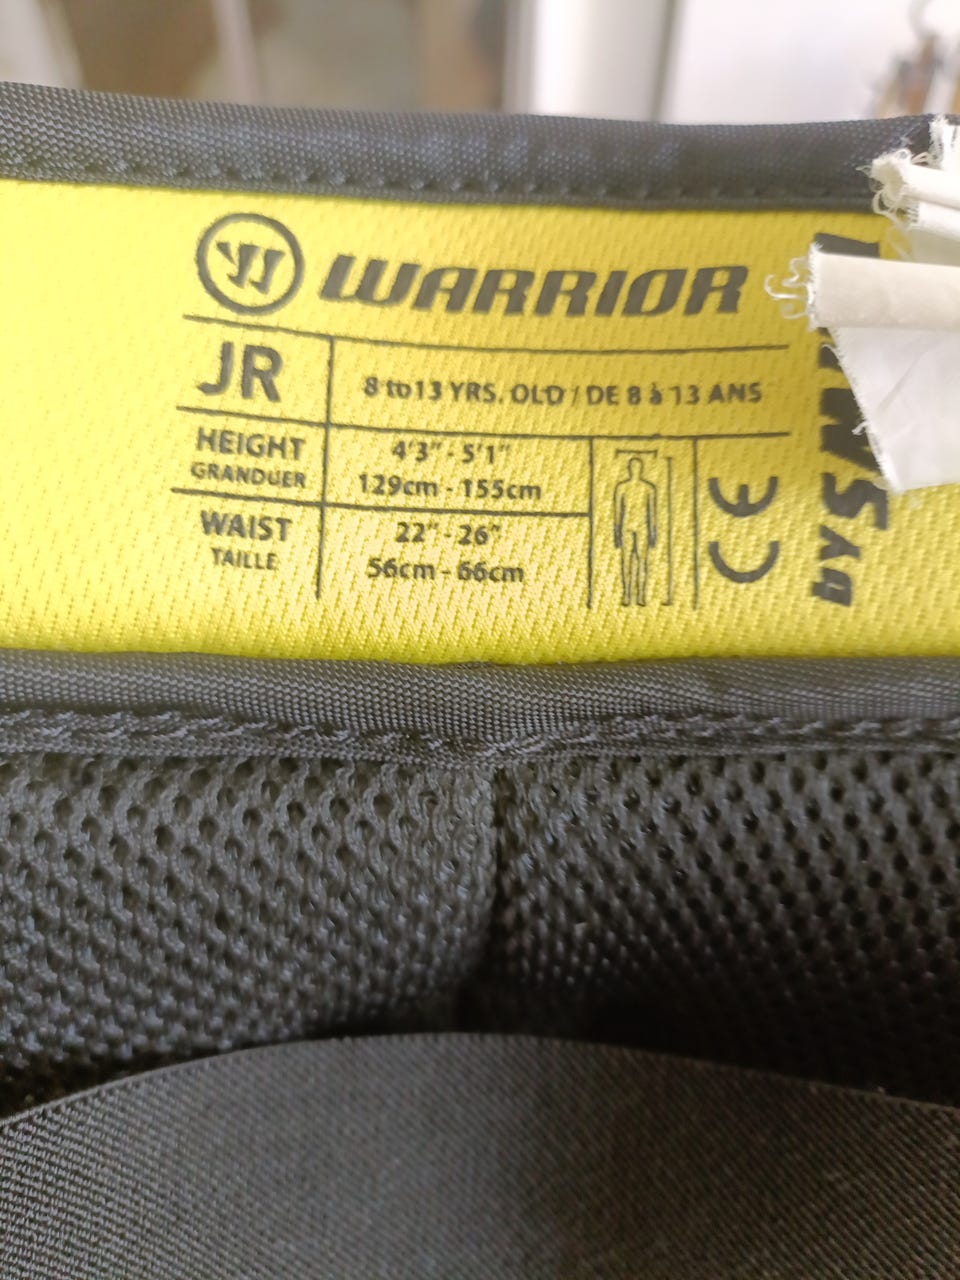 WARRIOR
JR
8 to 13 YRS. OLD / DE 8 à 13 ANS
HEIGHT
GRANDUER
4'3" - 5'1"
129cm - 155cm
WAIST
TAILLE
22" - 26"
56cm - 66cm
CE
by